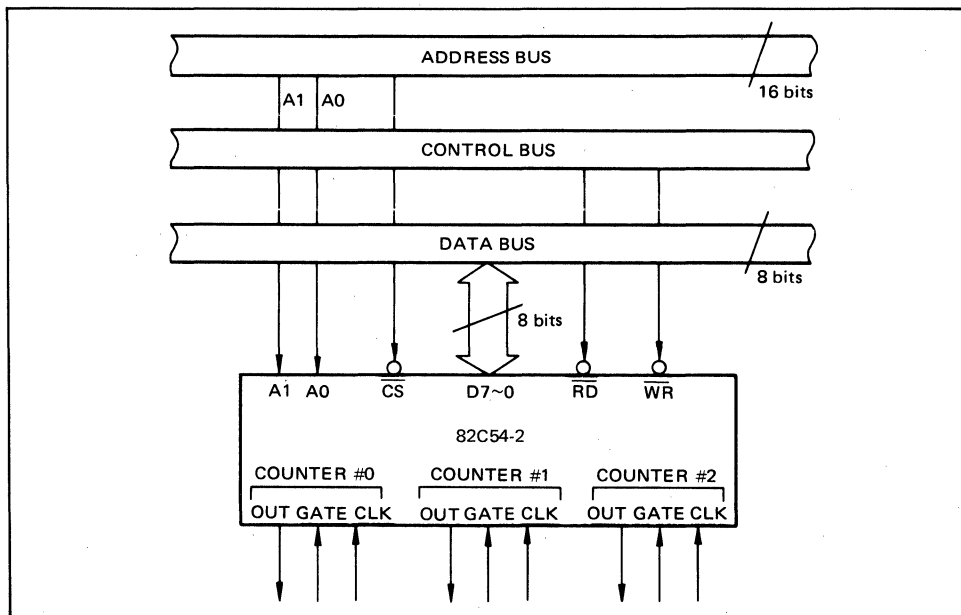 ADDRESS BUS
16 bits
A1 A0
CONTROL BUS
DATA BUS
8 bits
8 bits
A1 A0 CS D7~0 RD WR
82C54-2
COUNTER #0 COUNTER #1 COUNTER #2
OUT GATE CLK OUT GATE CLK OUT GATE CLK